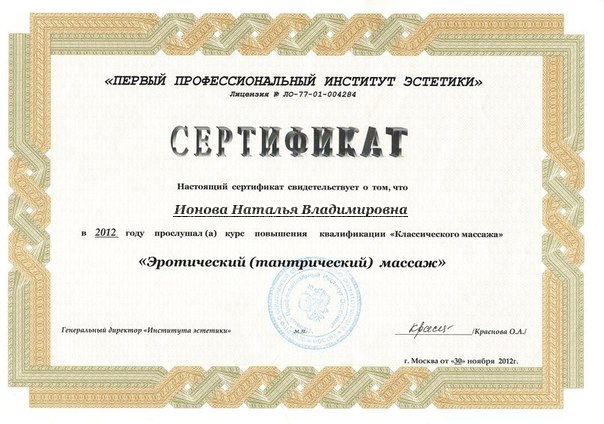 «ПЕРВЫЙ ПРОФЕССИОНАЛЬНЫЙ ИНСТИТУТ ЭСТЕТИКИ»
Лицензия № ЛО-77-01-004284
СЕРТИФИКАТ
Настоящий сертификат свидетельствует о том, что
Ионова Наталья Владимировна
в 2012 году прослушал (а) курс повышения квалификации «Классического массажа»
«Эротический (тантрический) массаж»
Генеральный директор «Института эстетики» м.п. /Краснова О.А./
г. Москва от «30» ноября 2012г.